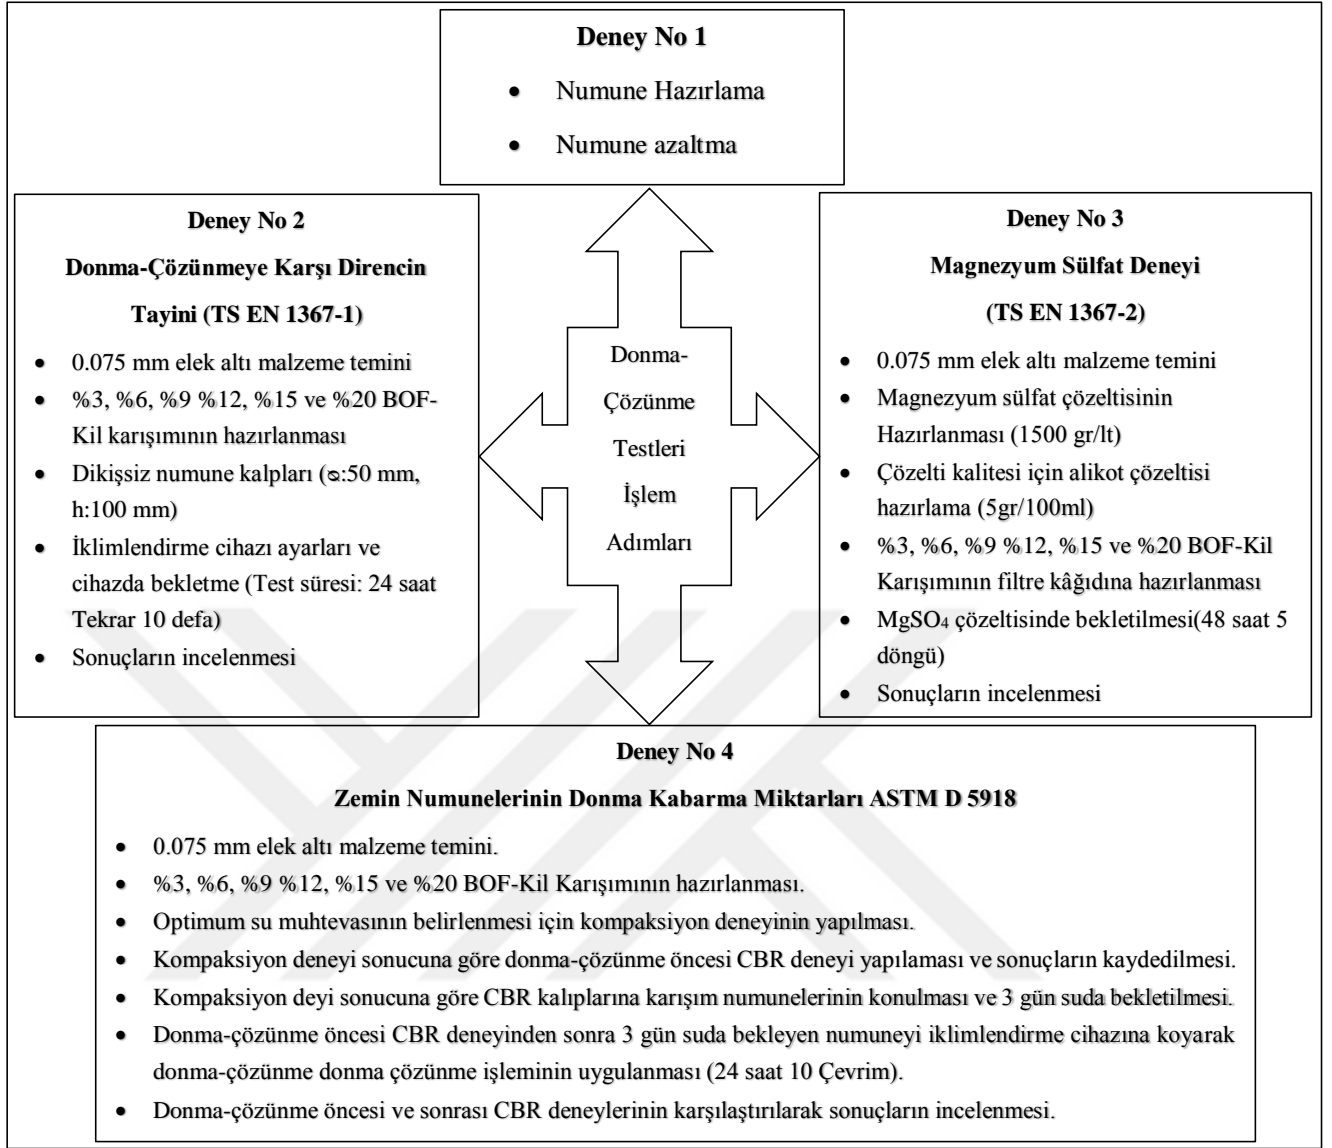 Deney No 1
• Numune Hazırlama
• Numune azaltma
Deney No 2
Donma-Çözünmeye Karşı Direncin
Tayini (TS EN 1367-1)
• 0.075 mm elek altı malzeme temini
• %3, %6, %9 %12, %15 ve %20 BOF-
Kil karışımının hazırlanması
• Dikişsiz numune kalpları (ᴓ:50 mm,
h:100 mm)
• İklimlendirme cihazı ayarları ve
cihazda bekletme (Test süresi: 24 saat
Tekrar 10 defa)
• Sonuçların incelenmesi
Donma-
Çözünme
Testleri
İşlem
Adımları
Deney No 3
Magnezyum Sülfat Deneyi
(TS EN 1367-2)
• 0.075 mm elek altı malzeme temini
• Magnezyum sülfat çözeltisinin
Hazırlanması (1500 gr/lt)
• Çözelti kalitesi için alikot çözeltisi
hazırlama (5gr/100ml)
• %3, %6, %9 %12, %15 ve %20 BOF-Kil
Karışımının filtre kâğıdına hazırlanması
• MgSO₄ çözeltisinde bekletilmesi(48 saat 5
döngü)
• Sonuçların incelenmesi
Deney No 4
Zemin Numunelerinin Donma Kabarma Miktarları ASTM D 5918
• 0.075 mm elek altı malzeme temini.
• %3, %6, %9 %12, %15 ve %20 BOF-Kil Karışımının hazırlanması.
• Optimum su muhtevasının belirlenmesi için kompaksiyon deneyinin yapılması.
• Kompaksiyon deneyi sonucuna göre donma-çözünme öncesi CBR deneyi yapılaması ve sonuçların kaydedilmesi.
• Kompaksiyon deyi sonucuna göre CBR kalıplarına karışım numunelerinin konulması ve 3 gün suda bekletilmesi.
• Donma-çözünme öncesi CBR deneyinden sonra 3 gün suda bekleyen numuneyi iklimlendirme cihazına koyarak
donma-çözünme donma çözünme işleminin uygulanması (24 saat 10 Çevrim).
• Donma-çözünme öncesi ve sonrası CBR deneylerinin karşılaştırılarak sonuçların incelenmesi.